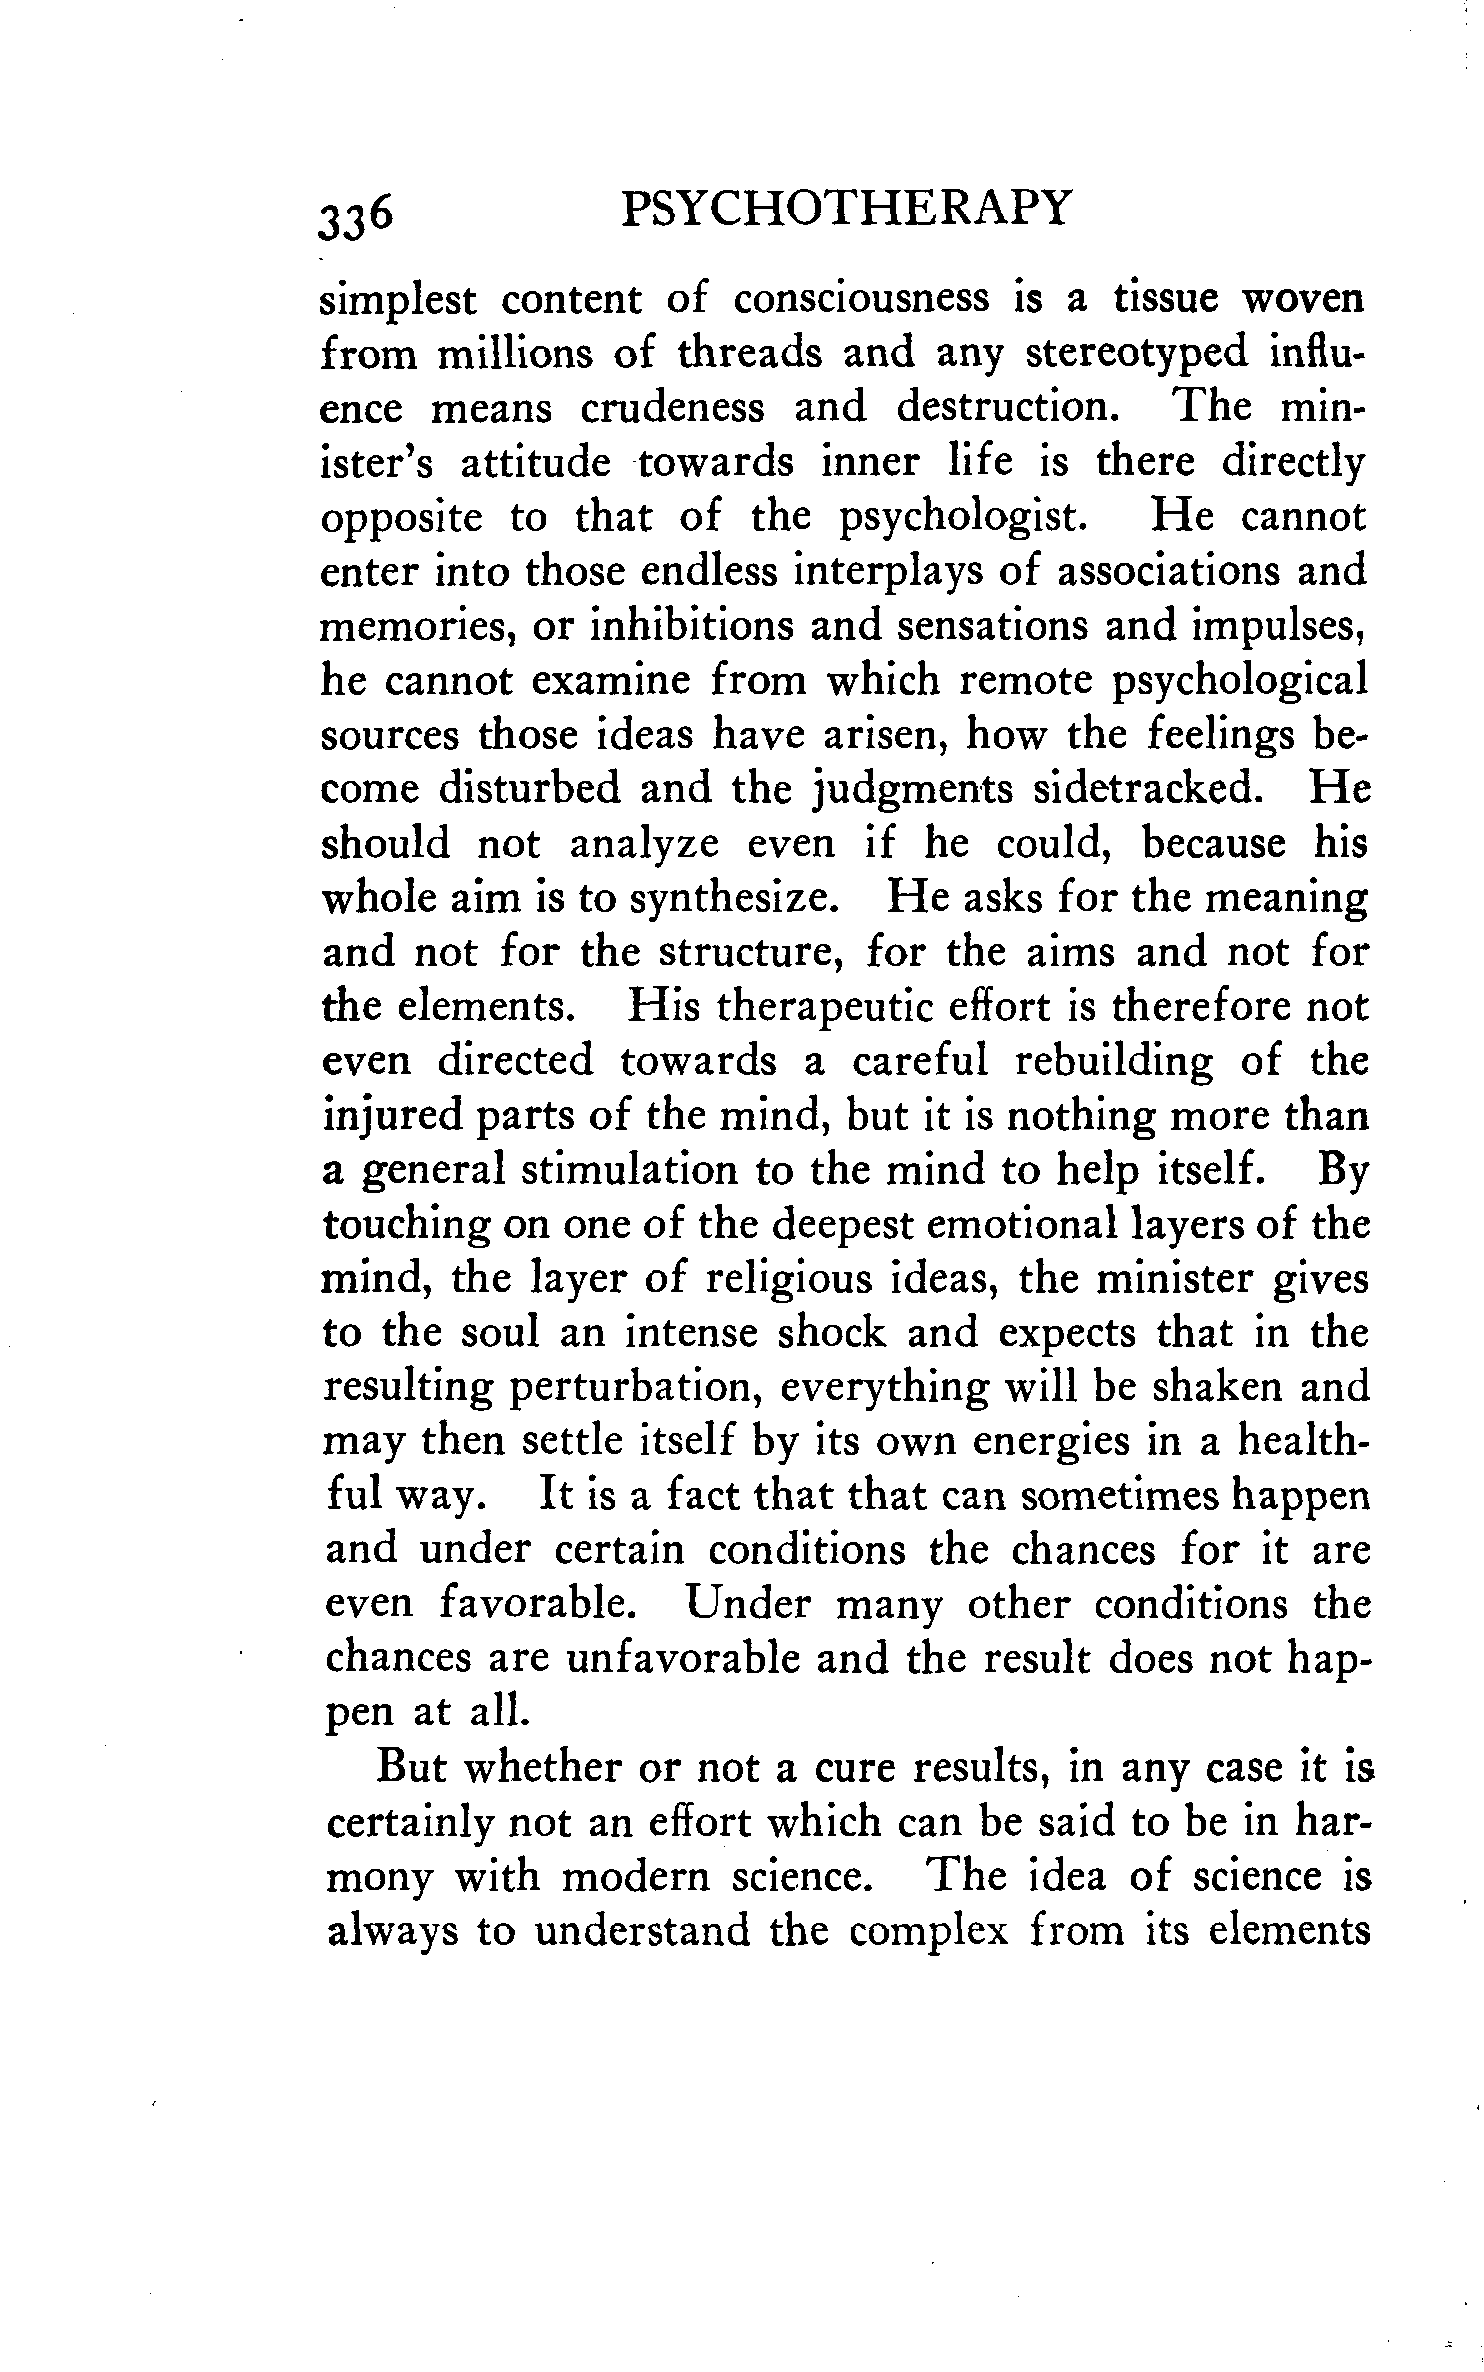 336 PSYCHOTHERAPY
simplest content of consciousness is a tissue woven
from millions of threads and any stereotyped influ-
ence means crudeness and destruction. The min-
ister's attitude towards inner life is there directly
opposite to that of the psychologist. He cannot
enter into those endless interplays of associations and
memories, or inhibitions and sensations and impulses,
he cannot examine from which remote psychological
sources those ideas have arisen, how the feelings be-
come disturbed and the judgments sidetracked. He
should not analyze even if he could, because his
whole aim is to synthesize. He asks for the meaning
and not for the structure, for the aims and not for
the elements. His therapeutic effort is therefore not
even directed towards a careful rebuilding of the
injured parts of the mind, but it is nothing more than
a general stimulation to the mind to help itself. By
touching on one of the deepest emotional layers of the
mind, the layer of religious ideas, the minister gives
to the soul an intense shock and expects that in the
resulting perturbation, everything will be shaken and
may then settle itself by its own energies in a health-
ful way. It is a fact that that can sometimes happen
and under certain conditions the chances for it are
even favorable. Under many other conditions the
chances are unfavorable and the result does not hap-
pen at all.
But whether or not a cure results, in any case it is
certainly not an effort which can be said to be in har-
mony with modern science. The idea of science is
always to understand the complex from its elements